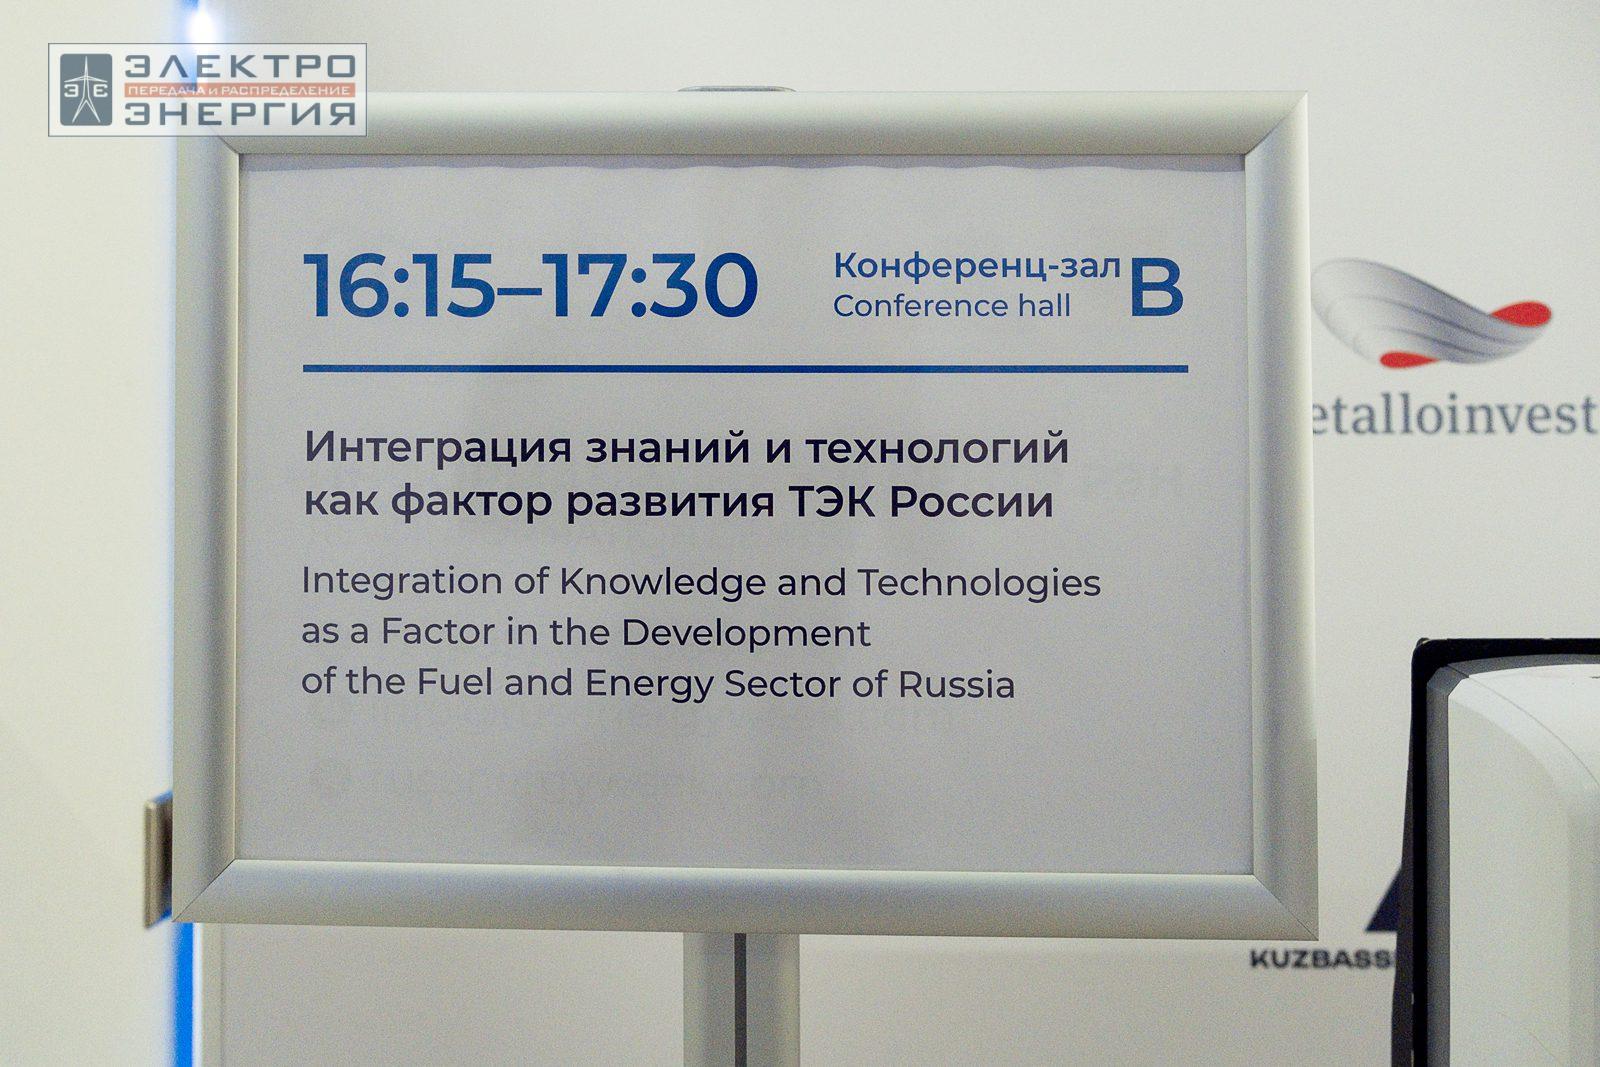 ЭЛЕКТРО
ПЕРЕДАЧА И РАСПРЕДЕЛЕНИЕ
ЭНЕРГИЯ
16:15–17:30
Конференц-зал B
Conference hall
Интеграция знаний и технологий
как фактор развития ТЭК России
Integration of Knowledge and Technologies
as a Factor in the Development
of the Fuel and Energy Sector of Russia
etalloinvest
KUZBASS